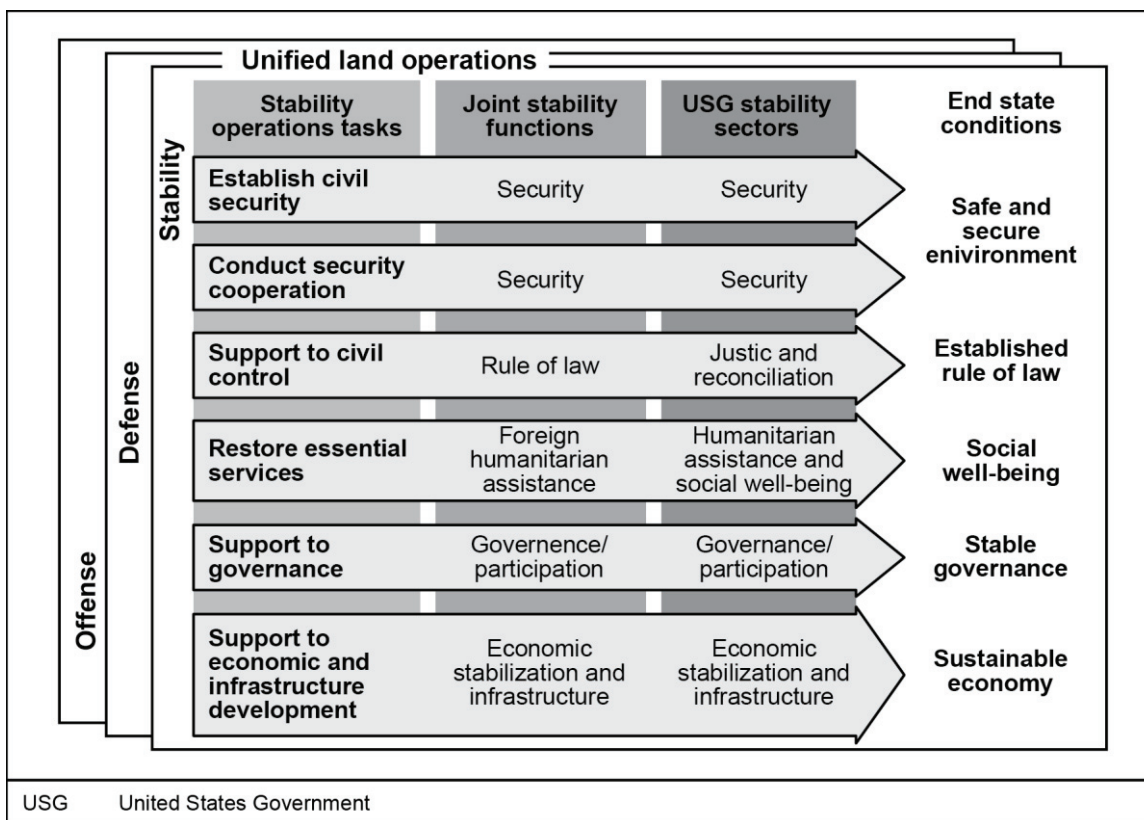 Unified land operations
Stability
operations tasks
Joint stability
functions
USG stability
sectors
End state
conditions
Stability
Defense
Offense
Establish civil
security
Security
Security
Safe and
secure
enivironment
Conduct security
cooperation
Security
Security
Support to civil
control
Rule of law
Justic and
reconciliation
Established
rule of law
Restore essential
services
Foreign
humanitarian
assistance
Humanitarian
assistance and
social well-being
Social
well-being
Support to
governance
Governence/
participation
Governance/
participation
Stable
governance
Support to
economic and
infrastructure
development
Economic
stabilization and
infrastructure
Economic
stabilization and
infrastructure
Sustainable
economy
USG United States Government